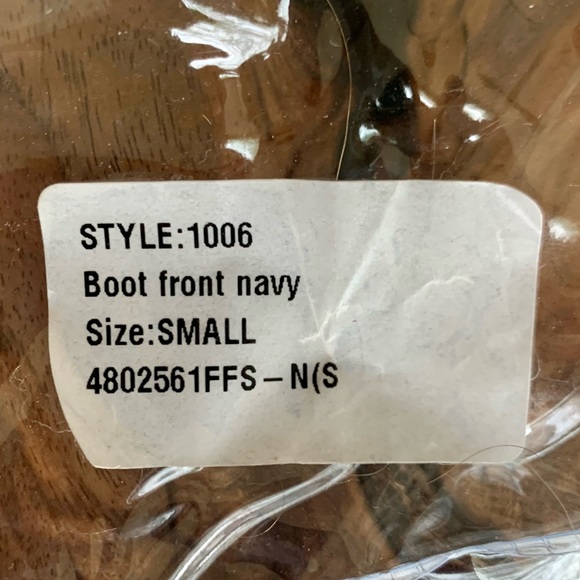 STYLE:1006
Boot front navy
Size:SMALL
4802561FFS – N(S